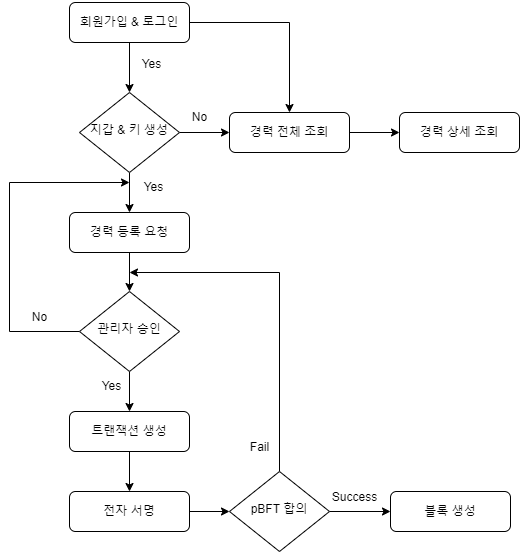 회원가입 & 로그인
Yes
지갑 & 키 생성
No
경력 전체 조회
경력 상세 조회
Yes
경력 등록 요청
관리자 승인
No
Yes
트랜잭션 생성
Fail
전자 서명
pBFT 합의
Success
블록 생성